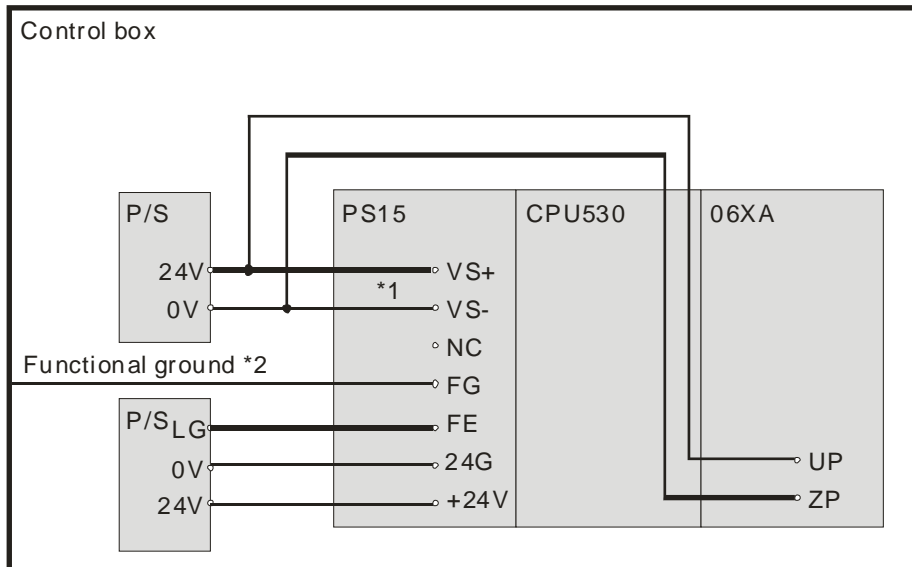 Control box
P/S
24V
0V
PS15
CPU530
06XA
VS+
*1
VS-
NC
Functional ground *2
FG
P/S
LG
FE
0V
24G
24V
+24V
UP
ZP